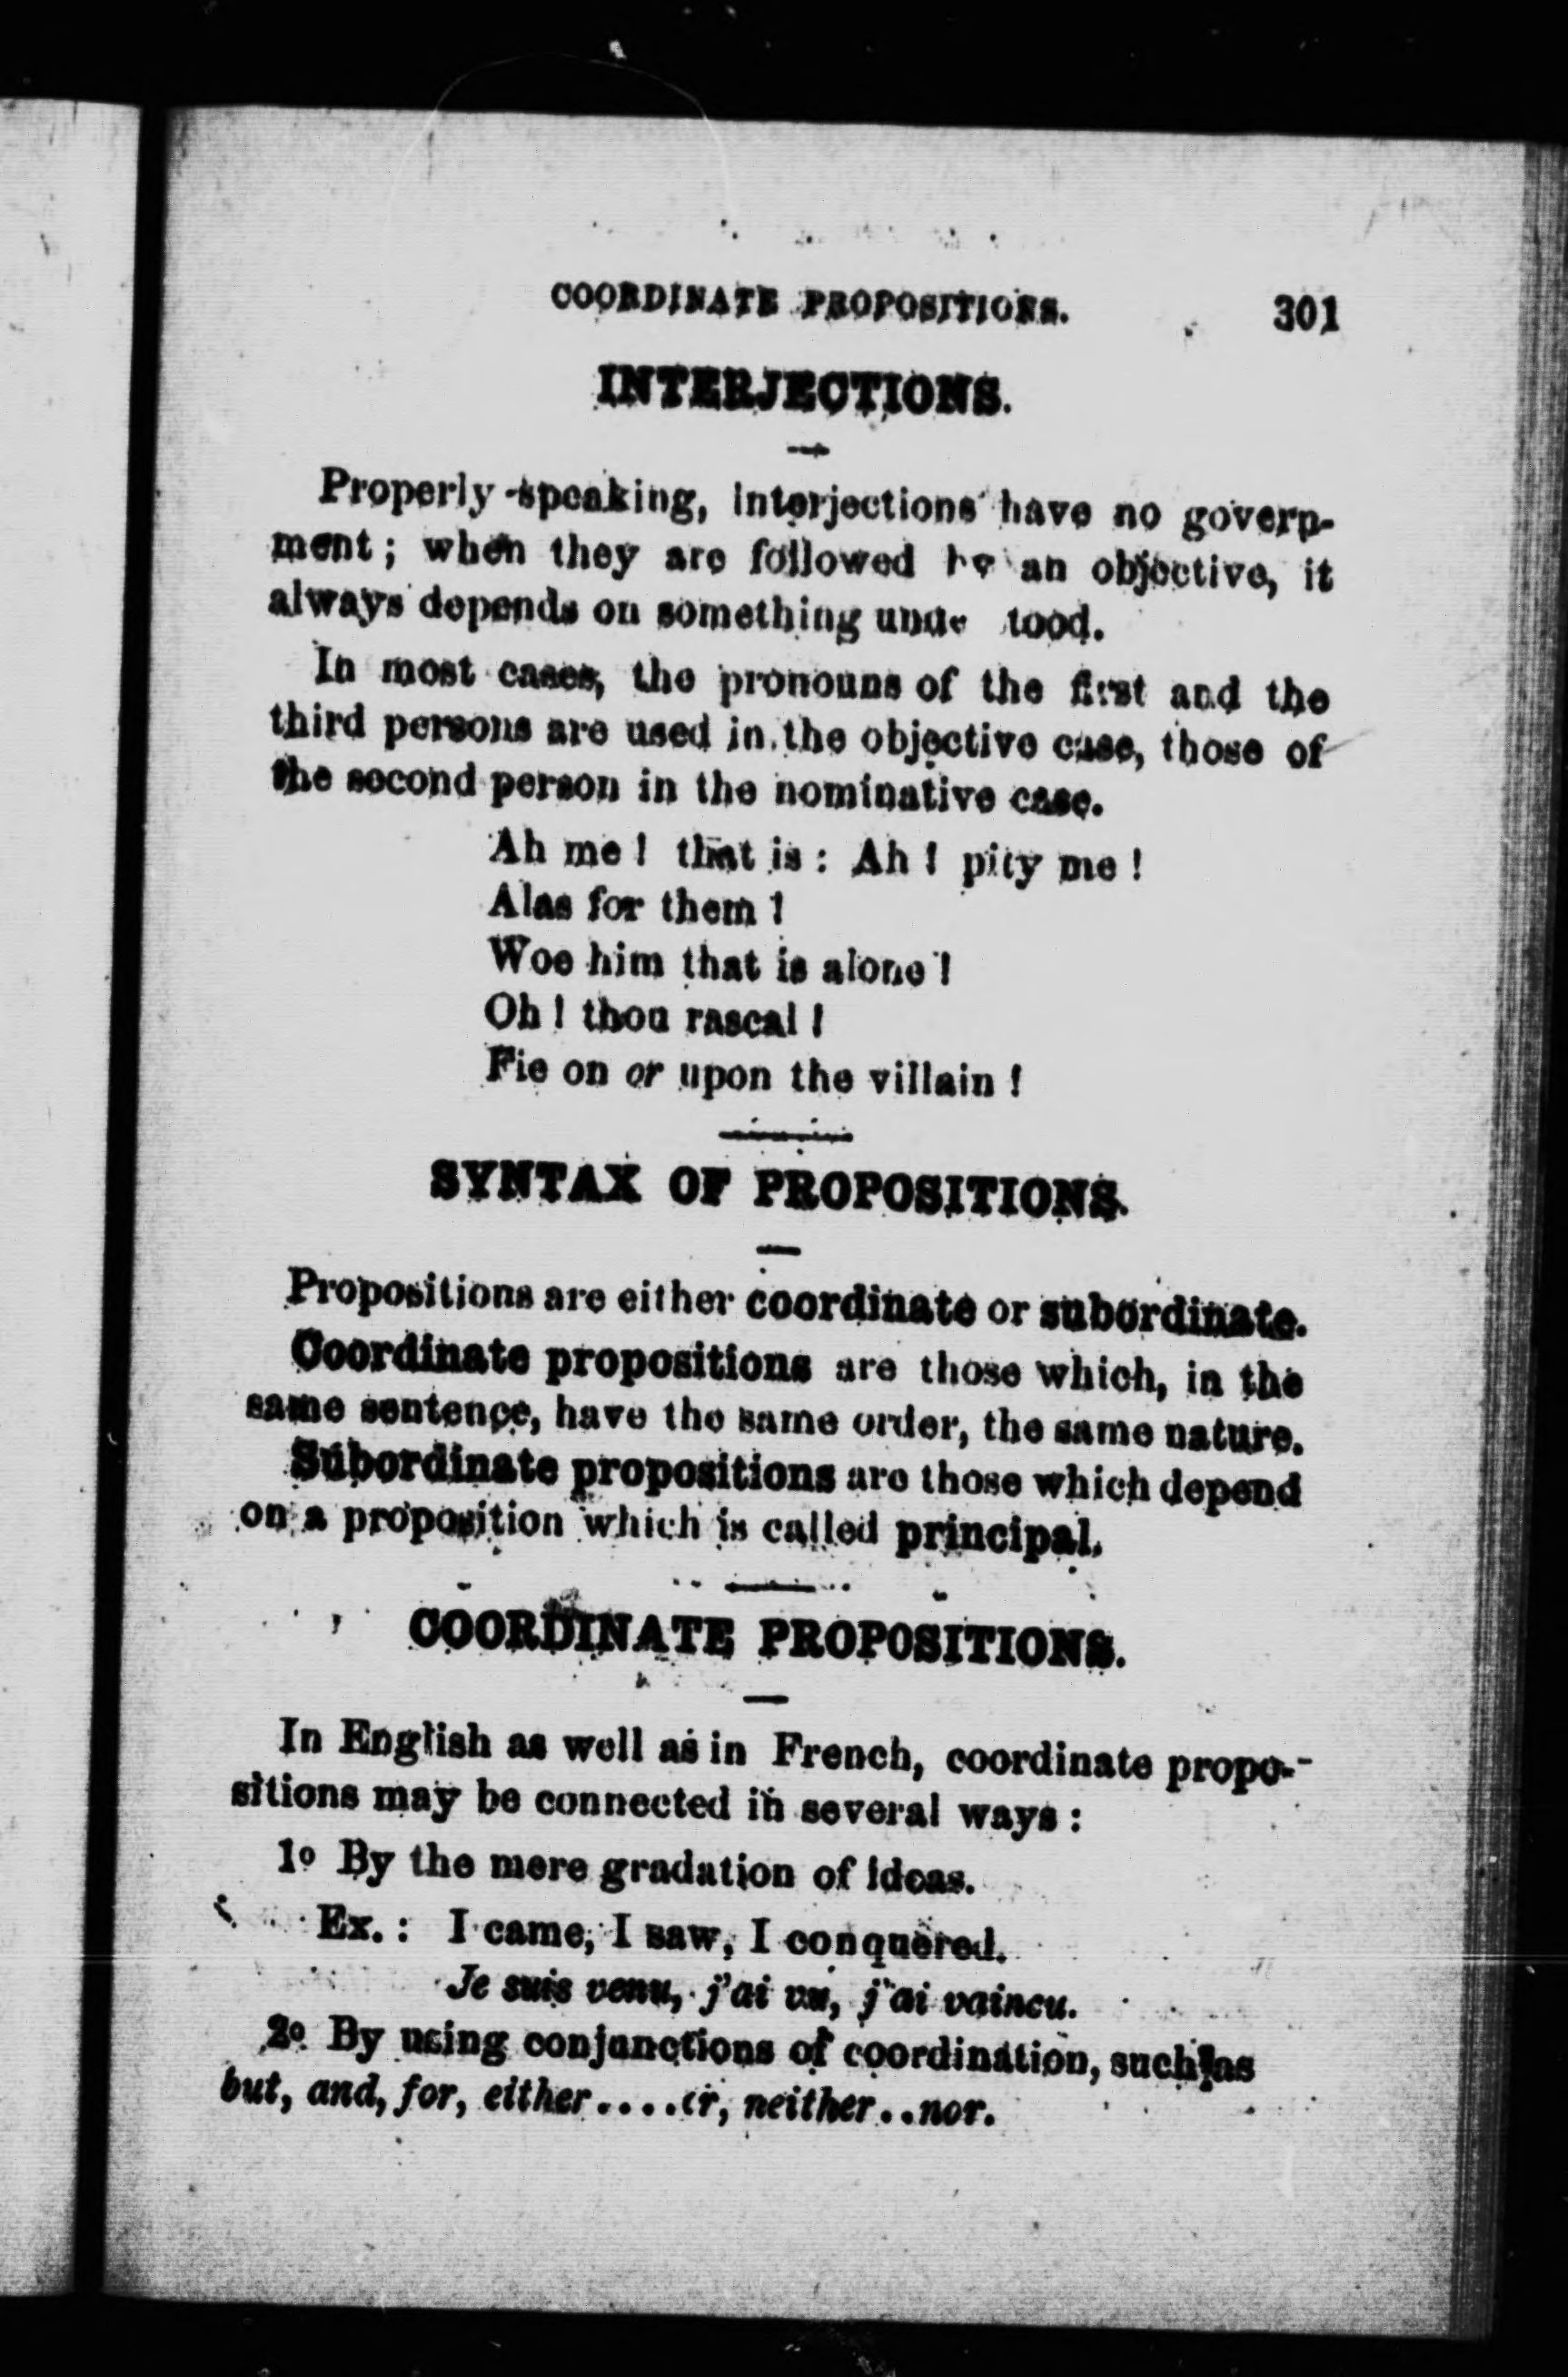 COORDINATE PROPOSITIONS. 301
INTERJECTIONS.
Properly speaking, interjections have no govern-
ment; when they are followed by an objective, it
always depends on something tood.
In most cases, the pronouns of the first and the
third persons are used in the objective case, those of
the second person in the nominative case.
Ah me! that is: Ah! pity me!
Alas for them!
Woe him that is alone!
Oh! thou rascal!
Fie on or upon the villain!
SYNTAX OF PROPOSITIONS.
Propositions are either coordinate or subordinate.
Coordinate propositions are those which, in the
same sentence, have the same order, the same nature.
Subordinate propositions are those which depend
on a proposition which is called principal.
COORDINATE PROPOSITIONS.
In English as well as in French, coordinate propo-
sitions may be connected in several ways:
1o By the mere gradation of ideas.
Ex.: I came, I saw, I conquered.
Je suis venu, j'ai vu, j'ai vaincu.
2o By using conjunctions of coordination, such as
but, and, for, either....or, neither..nor.